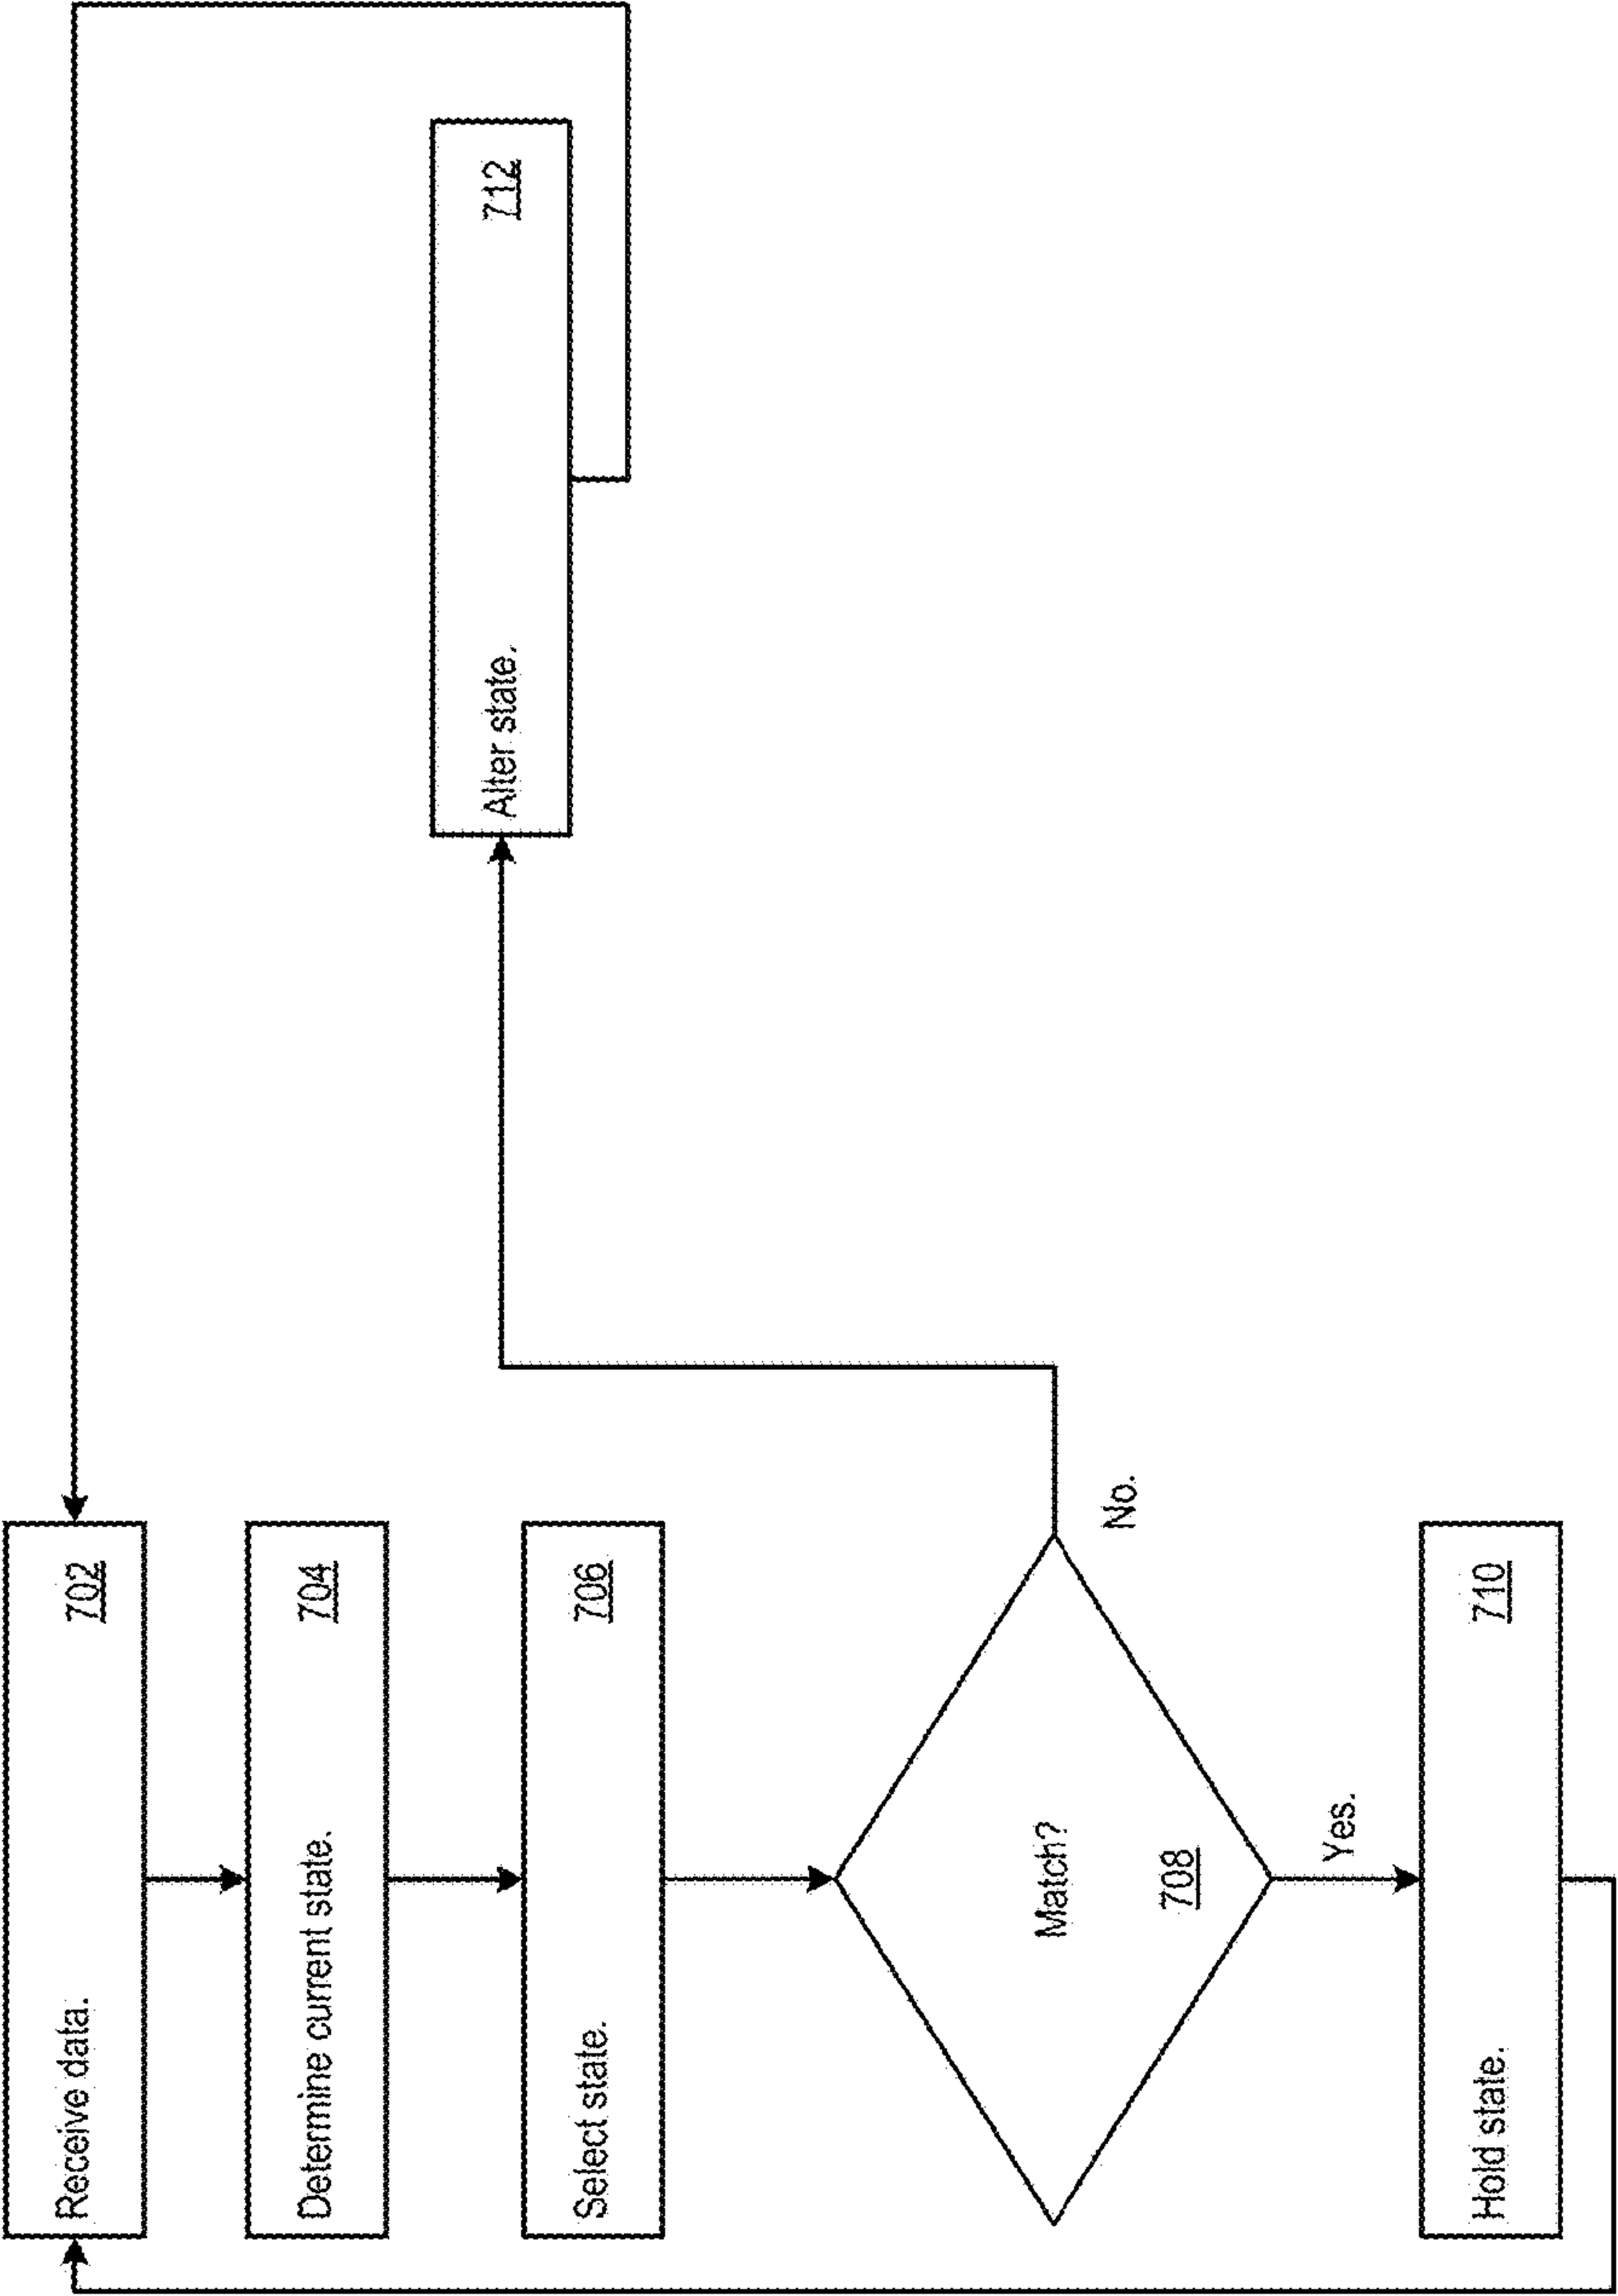 Receive data. 702
Determine current state. 704
Select state. 706
Match?
708
No.
Yes.
Hold state. 710
Alter state. 712